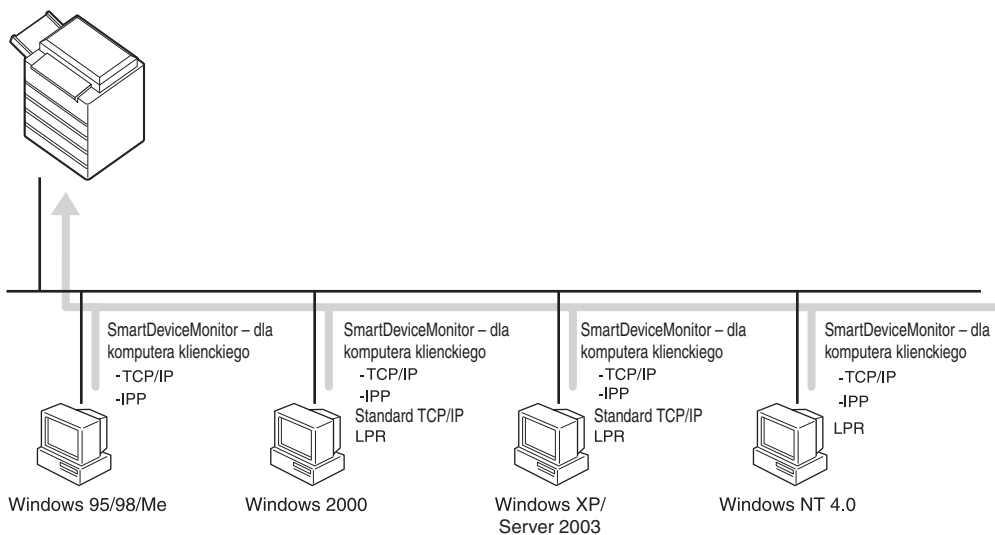 SmartDeviceMonitor – dla
komputera klienckiego
-TCP/IP
-IPP
Windows 95/98/Me
SmartDeviceMonitor – dla
komputera klienckiego
-TCP/IP
-IPP
Standard TCP/IP
LPR
Windows 2000
SmartDeviceMonitor – dla
komputera klienckiego
-TCP/IP
-IPP
Standard TCP/IP
LPR
Windows XP/
Server 2003
SmartDeviceMonitor – dla
komputera klienckiego
-TCP/IP
-IPP
LPR
Windows NT 4.0